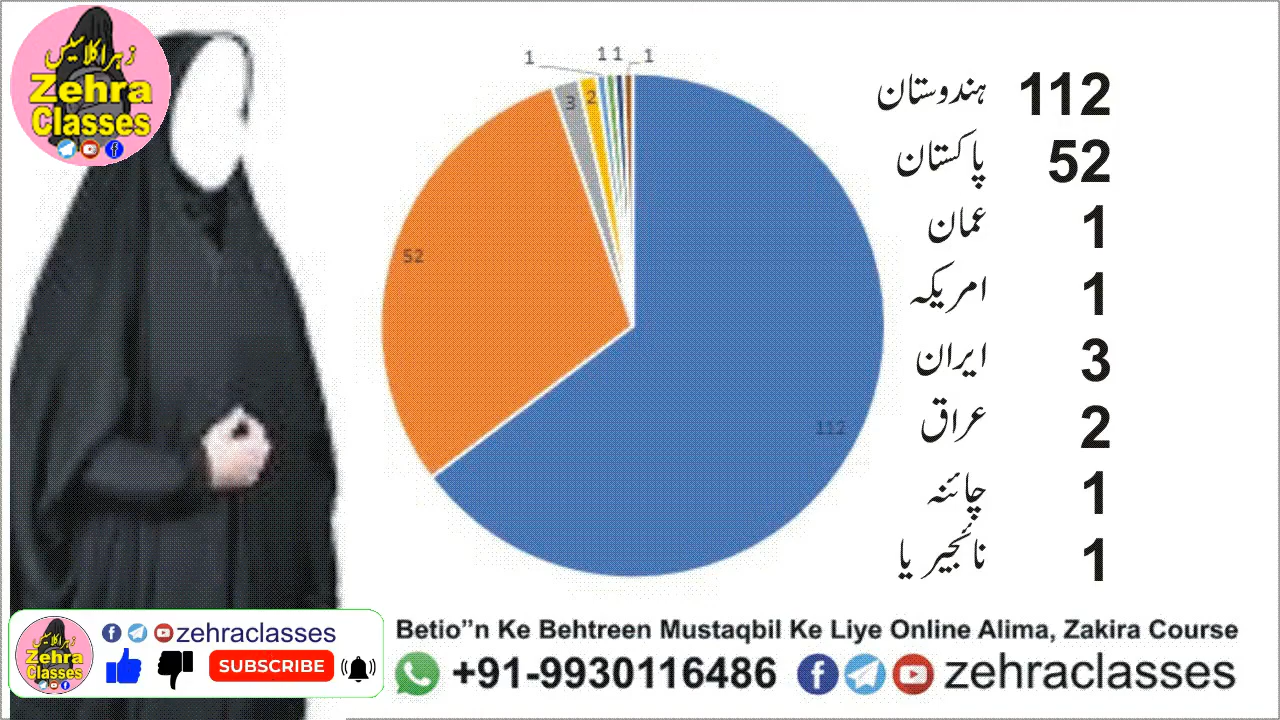 زہرا کلاسیس
Zehra
Classes
1
1
1
1
3
2
52
112
ہندوستان 112
پاکستان 52
عمان 1
امریکہ 1
ایران 3
عراق 2
چائنہ 1
نائجیریا 1
زہرا کلاسیس
Zehra
Classes
zehraclasses
SUBSCRIBE
Betio”n Ke Behtreen Mustaqbil Ke Liye Online Alima, Zakira Course
+91-9930116486 zehraclasses